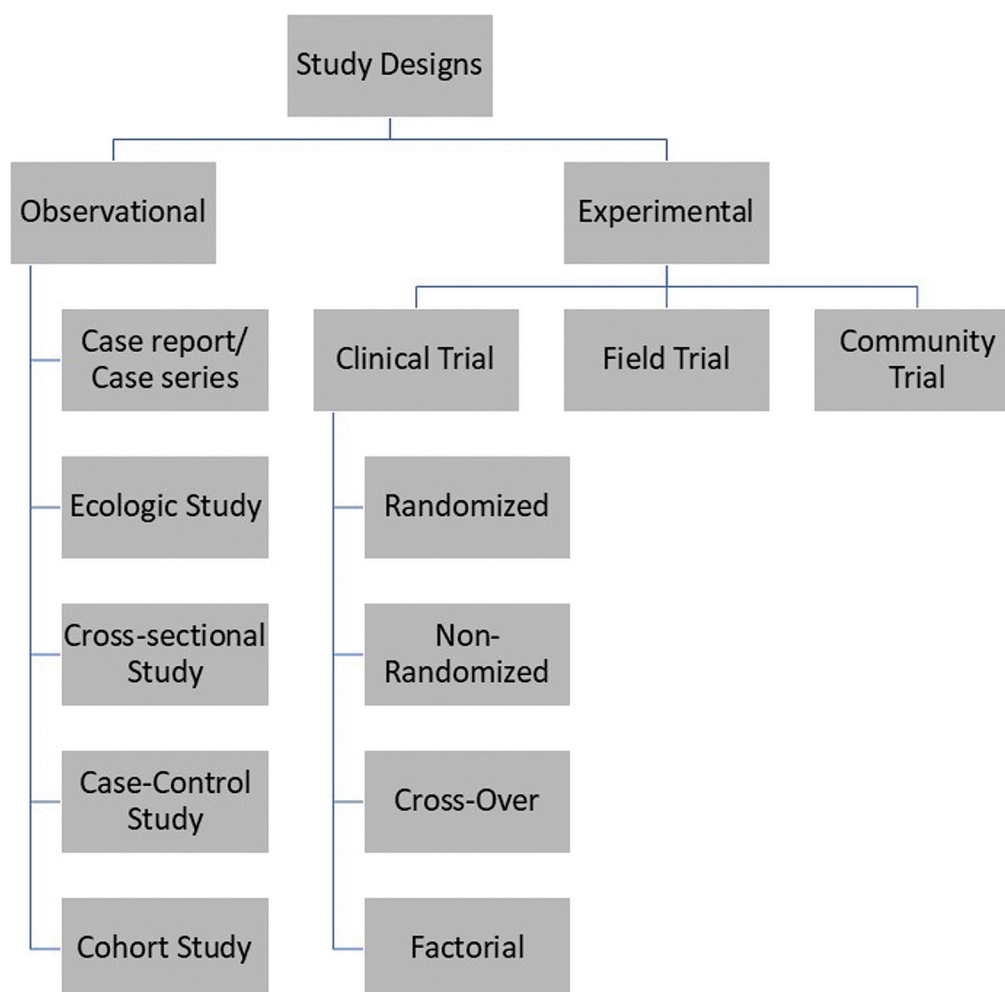 Study Designs
Observational
Experimental
Case report/
Case series
Clinical Trial
Field Trial
Community
Trial
Ecologic Study
Randomized
Cross-sectional
Study
Non-
Randomized
Case-Control
Study
Cross-Over
Cohort Study
Factorial